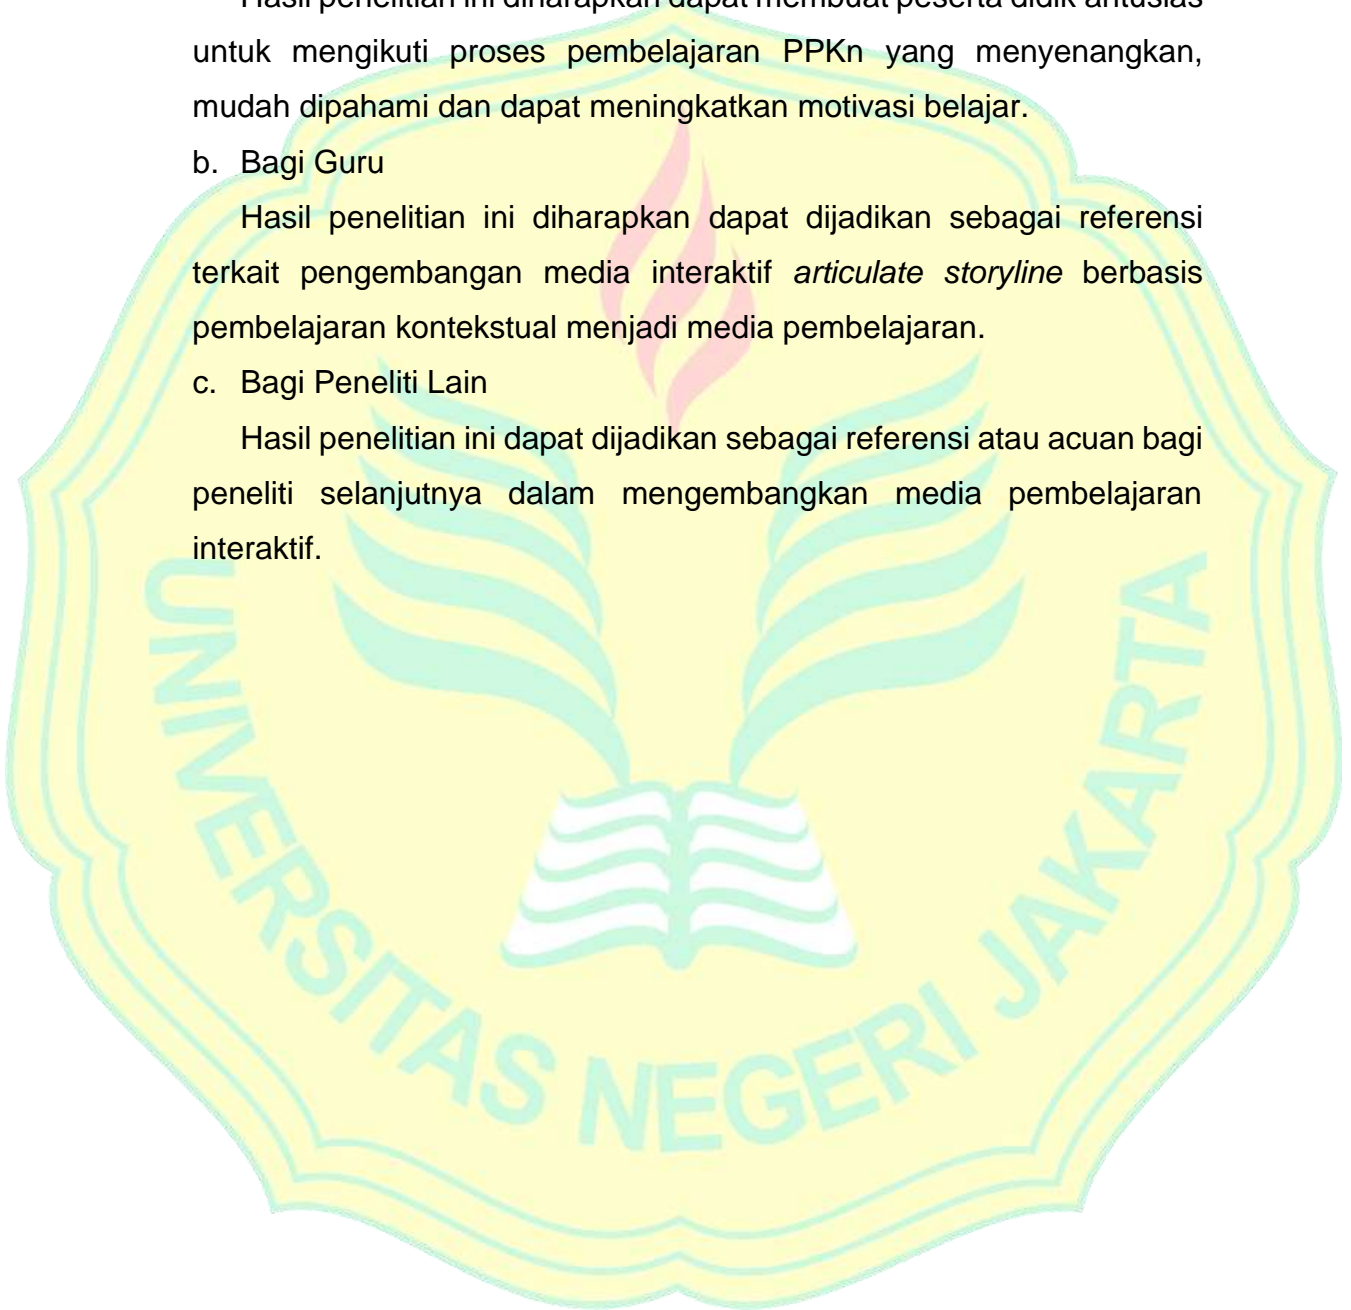 Hasil penelitian ini diharapkan dapat membuat peserta didik antusias
untuk mengikuti proses pembelajaran PPKn yang menyenangkan,
mudah dipahami dan dapat meningkatkan motivasi belajar.
b. Bagi Guru
Hasil penelitian ini diharapkan dapat dijadikan sebagai referensi
terkait pengembangan media interaktif articulate storyline berbasis
pembelajaran kontekstual menjadi media pembelajaran.
c. Bagi Peneliti Lain
Hasil penelitian ini dapat dijadikan sebagai referensi atau acuan bagi
peneliti selanjutnya dalam mengembangkan media pembelajaran
interaktif.
UNIVERSITAS NEGERI JAKARTA